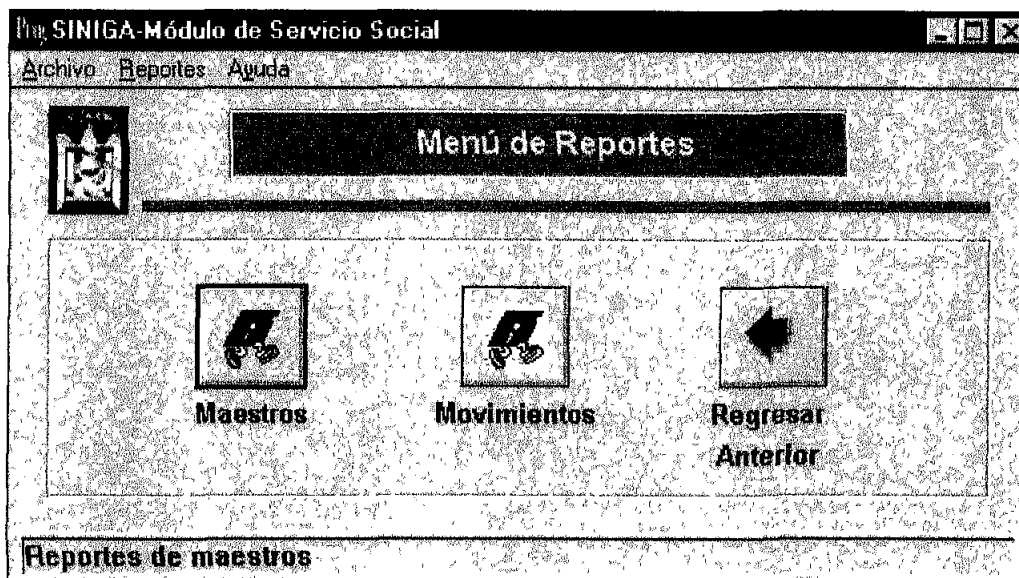 SINIGA-Módulo de Servicio Social
Archivo Reportes Ayuda
Menú de Reportes
Maestros Movimientos Regresar
Anterior
Reportes de maestros